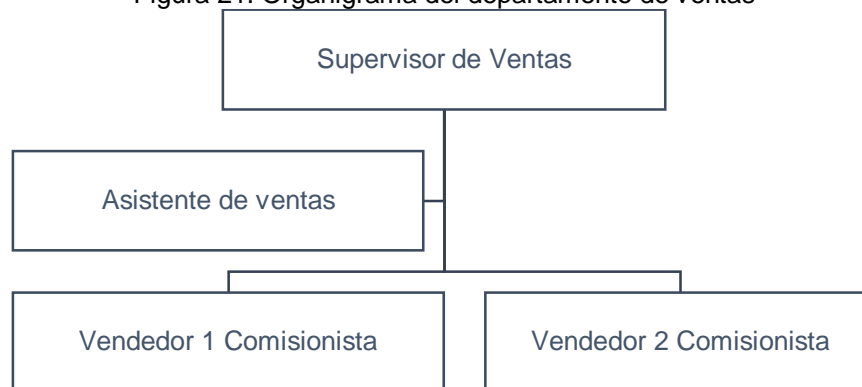 Figura 21. Organigrama del departamento de ventas
Supervisor de Ventas
Asistente de ventas
Vendedor 1 Comisionista
Vendedor 2 Comisionista